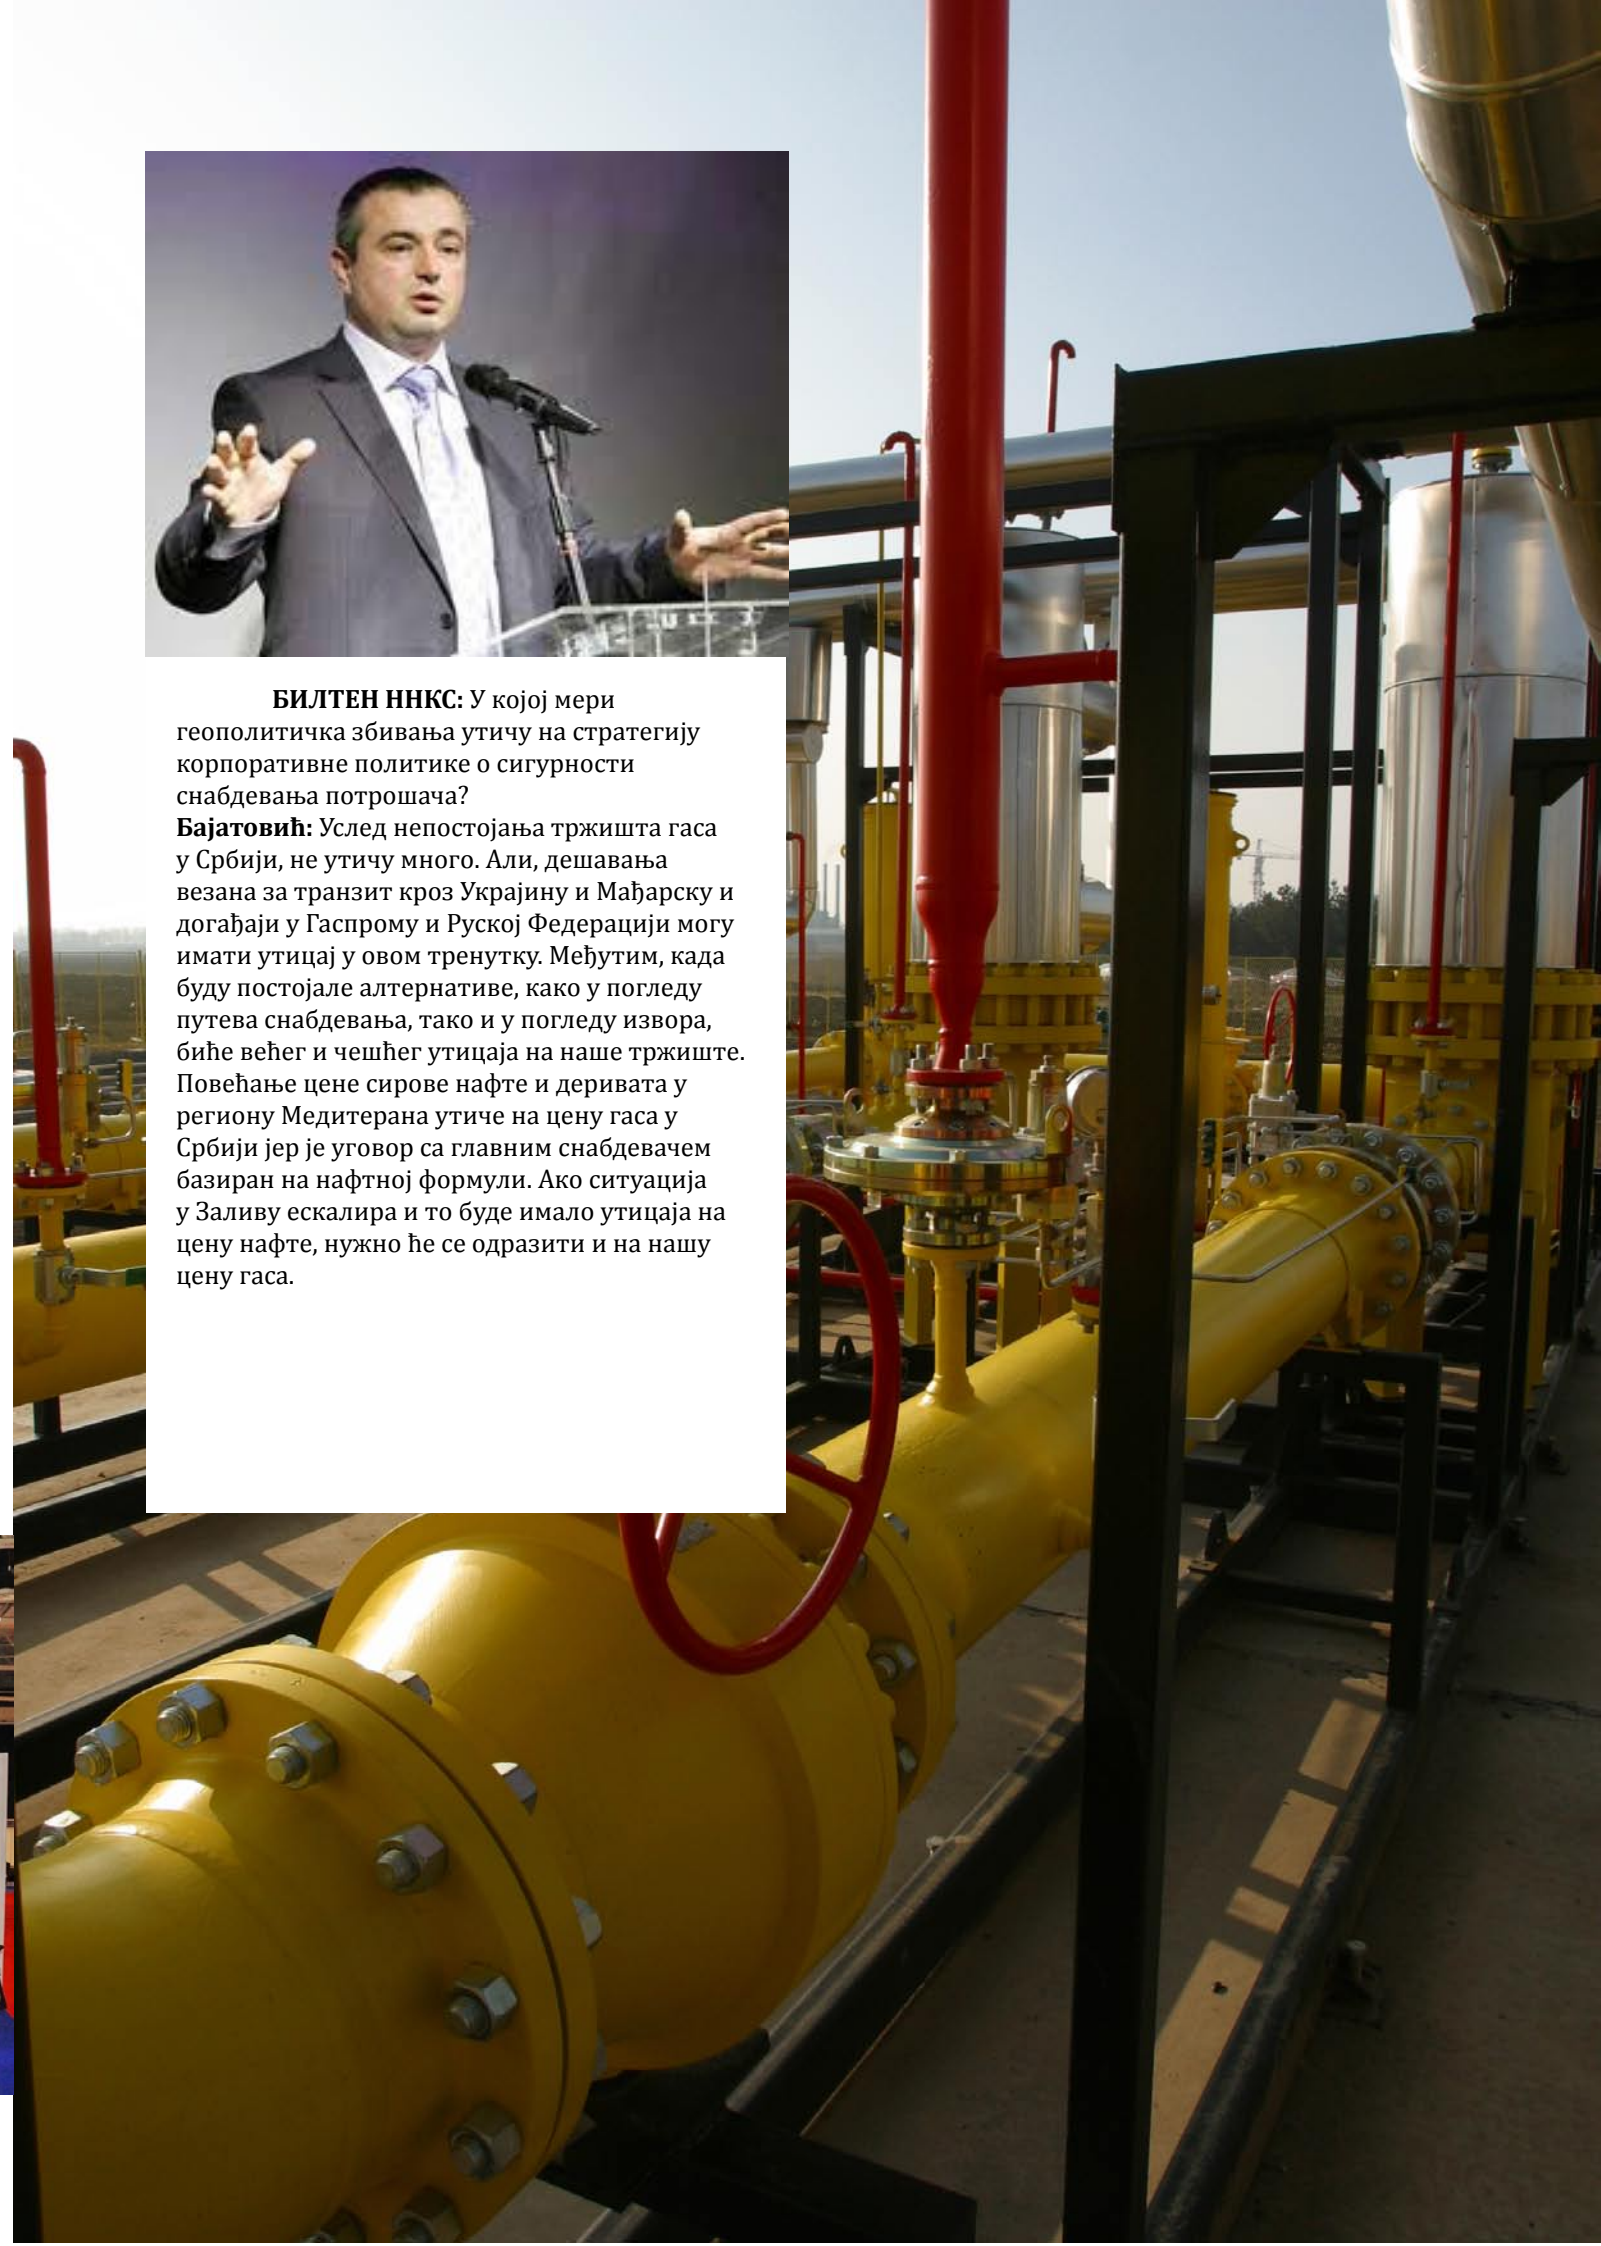 БИЛТЕН ННКС: У којој мери
геополитичка збивања утичу на стратегију
корпоративне политике о сигурности
снабдевања потрошача?
Бајатовић: Услед непостојања тржишта гаса
у Србији, не утичу много. Али, дешавања
везана за транзит кроз Украјину и Мађарску и
догађаји у Гаспрому и Руској Федерацији могу
имати утицај у овом тренутку. Међутим, када
буду постојале алтернативе, како у погледу
путева снабдевања, тако и у погледу извора,
биће већег и чешћег утицаја на наше тржиште.
Повећање цене сирове нафте и деривата у
региону Медитерана утиче на цену гаса у
Србији јер је уговор са главним снабдевачем
базиран на нафтној формули. Ако ситуација
у Заливу ескалира и то буде имало утицаја на
цену нафте, нужно ће се одразити и на нашу
цену гаса.